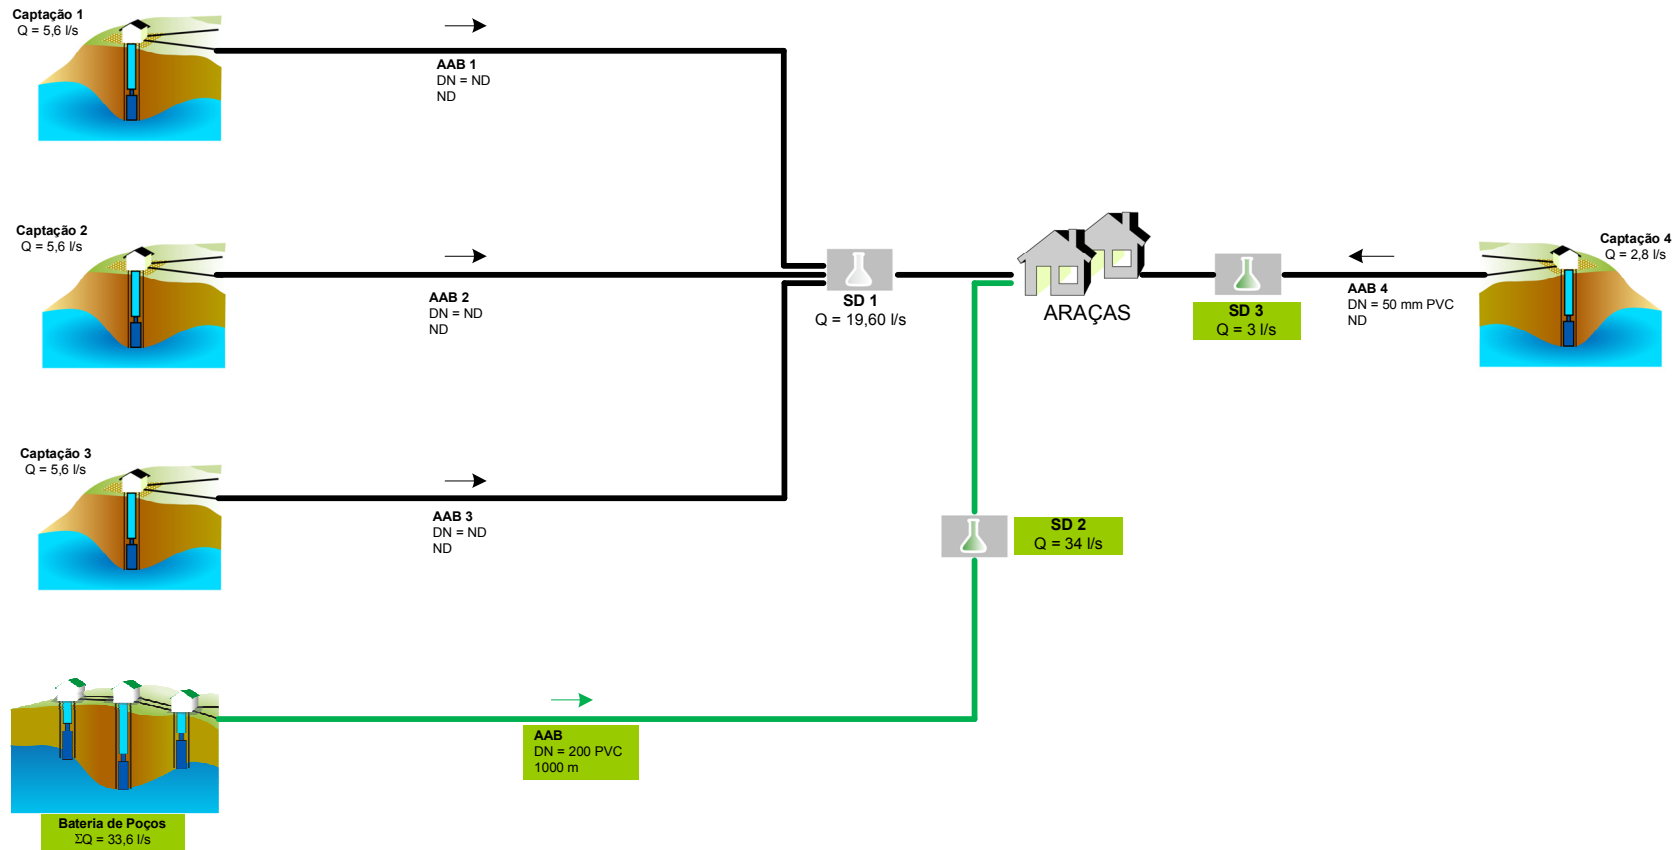 Captação 1
Q = 5,6 l/s
AAB 1
DN = ND
ND
Captação 2
Q = 5,6 l/s
AAB 2
DN = ND
ND
SD 1
Q = 19,60 l/s
ARAÇAS
SD 3
Q = 3 l/s
AAB 4
DN = 50 mm PVC
ND
Captação 4
Q = 2,8 l/s
Captação 3
Q = 5,6 l/s
AAB 3
DN = ND
ND
SD 2
Q = 34 l/s
AAB
DN = 200 PVC
1000 m
Bateria de Poços
ΣQ = 33,6 l/s